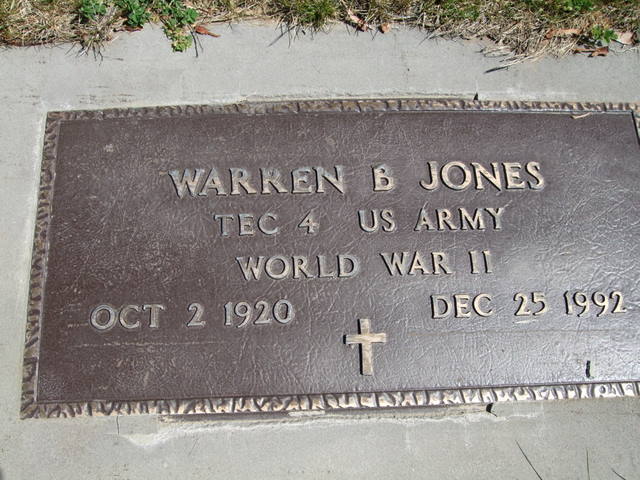 WARREN B JONES
TEC 4 US ARMY
WORLD WAR II
OCT 2 1920 DEC 25 1992